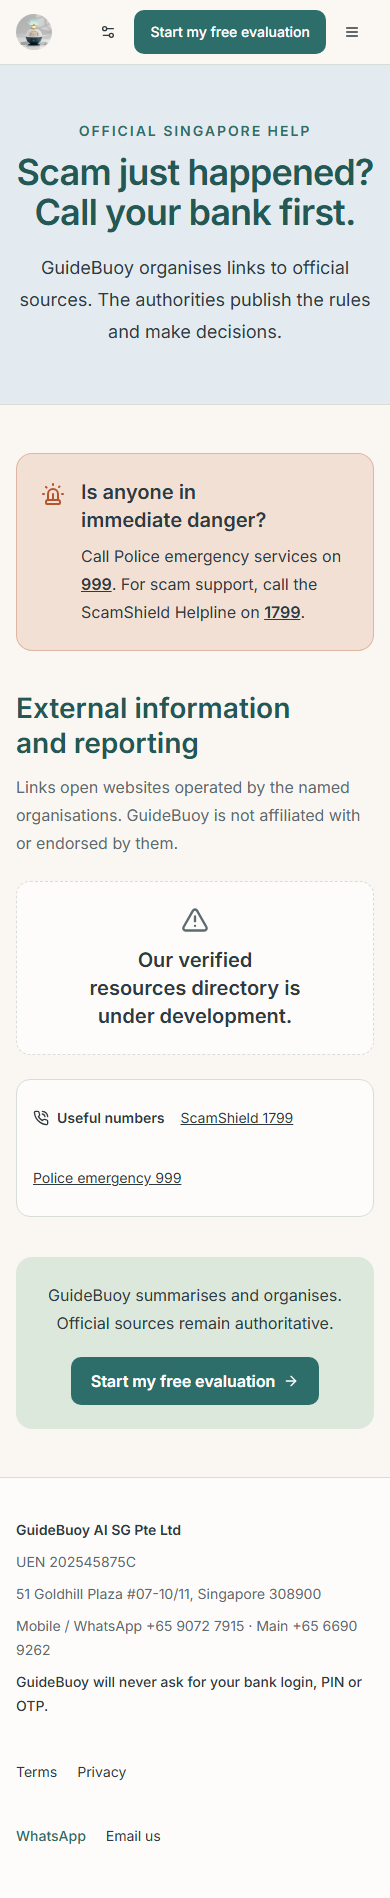 Start my free evaluation
OFFICIAL SINGAPORE HELP
Scam just happened?
Call your bank first.
GuideBuoy organises links to official
sources. The authorities publish the rules
and make decisions.
Is anyone in
immediate danger?
Call Police emergency services on
999. For scam support, call the
ScamShield Helpline on 1799.
External information
and reporting
Links open websites operated by the named
organisations. GuideBuoy is not affiliated with
or endorsed by them.
Our verified
resources directory is
under development.
Useful numbers ScamShield 1799
Police emergency 999
GuideBuoy summarises and organises.
Official sources remain authoritative.
Start my free evaluation →
GuideBuoy AI SG Pte Ltd
UEN 202545875C
51 Goldhill Plaza #07-10/11, Singapore 308900
Mobile / WhatsApp +65 9072 7915 · Main +65 6690
9262
GuideBuoy will never ask for your bank login, PIN or
OTP.
Terms Privacy
WhatsApp Email us